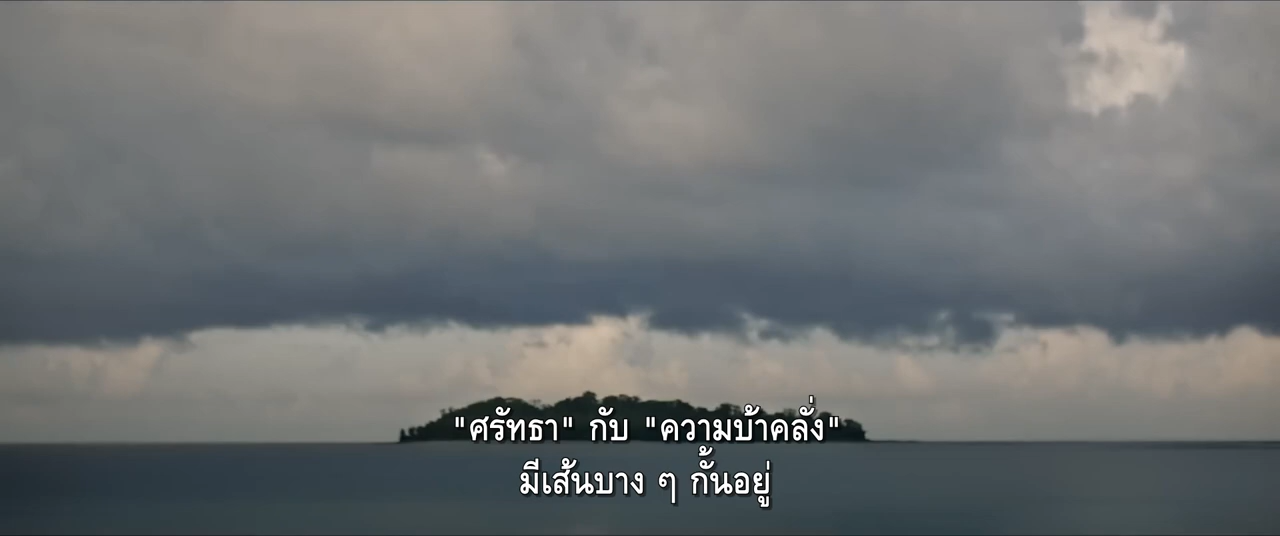 "ศรัทธา" กับ "ความบ้าคลั่ง"
มีเส้นบาง ๆ กั้นอยู่